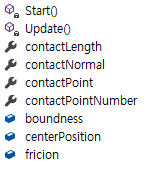 Start()
Update()
contactLength
contactNormal
contactPoint
contactPointNumber
boundness
centerPosition
fricion